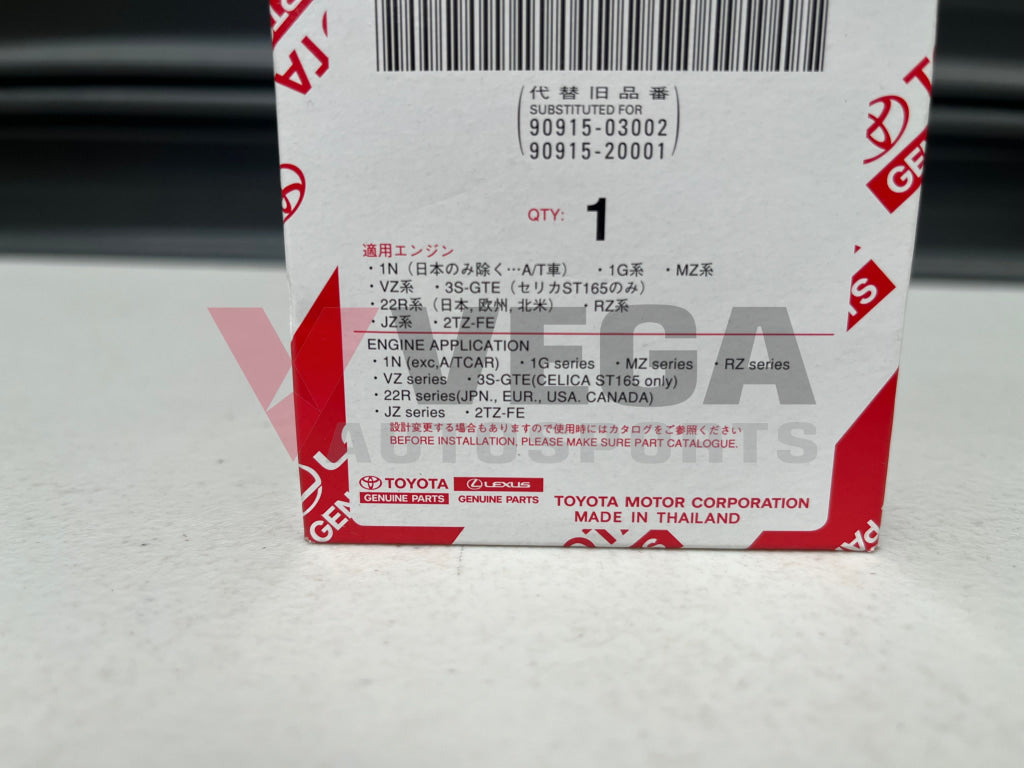 代替旧品番
SUBSTITUTED FOR
90915-03002
90915-20001
QTY: 1
適用エンジン
・1N（日本のみ除く…A/T車） ・1G系 ・MZ系
・VZ系 ・3S-GTE（セリカST165のみ）
・22R系（日本, 欧州, 北米） ・RZ系
・JZ系 ・2TZ-FE
ENGINE APPLICATION
・1N (exc,A/TCAR) ・1G series ・MZ series ・RZ series
・VZ series ・3S-GTE(CELICA ST165 only)
・22R series(JPN., EUR., USA. CANADA)
・JZ series ・2TZ-FE
設計変更する場合もありますので使用時にはカタログをご参照ください
BEFORE INSTALLATION, PLEASE MAKE SURE PART CATALOGUE.
TOYOTA
GENUINE PARTS
LEXUS
GENUINE PARTS
TOYOTA MOTOR CORPORATION
MADE IN THAILAND
VEGA
AUTOSPORTS